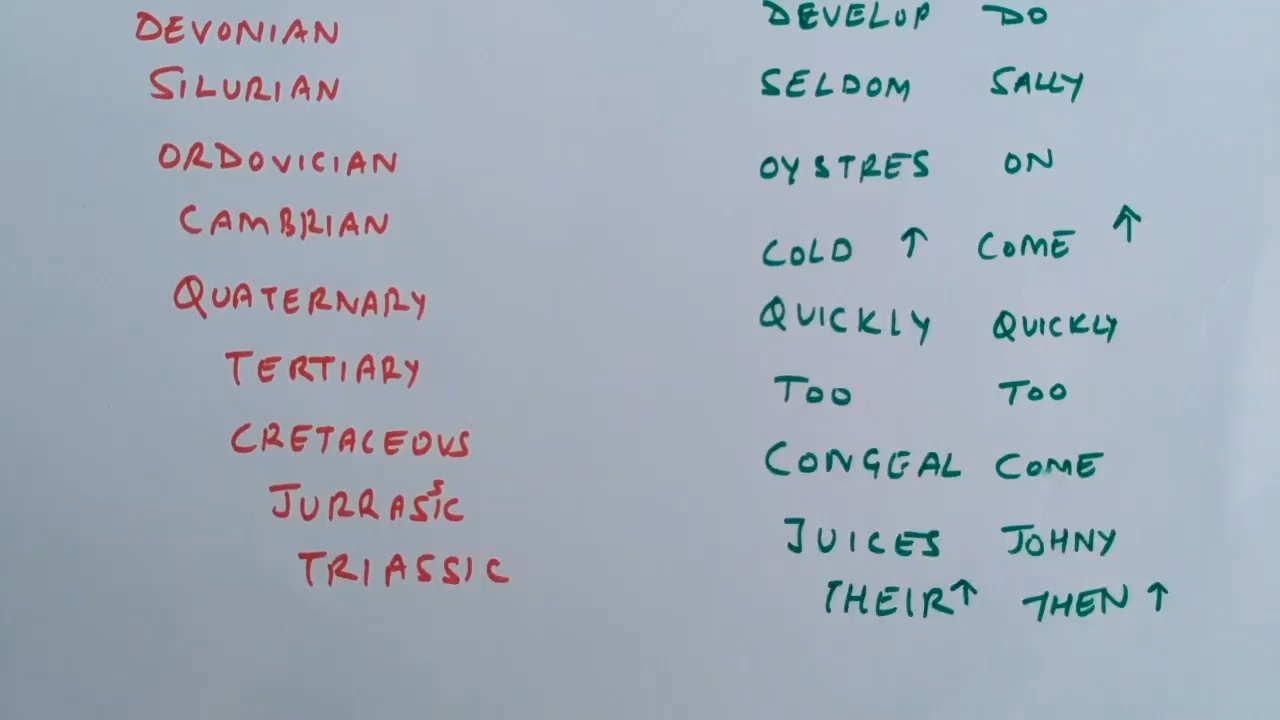 DEVONIAN DEVELOP DO
SILURIAN SELDOM SALLY
ORDOVICIAN OYSTRES ON
CAMBRIAN COLD ↑ COME ↑
QUATERNARY QUICKLY QUICKLY
TERTIARY TOO TOO
CRETACEOUS CONGEAL COME
JURRASSIC JUICES JOHNY
TRIASSIC THEIR ↑ THEN ↑